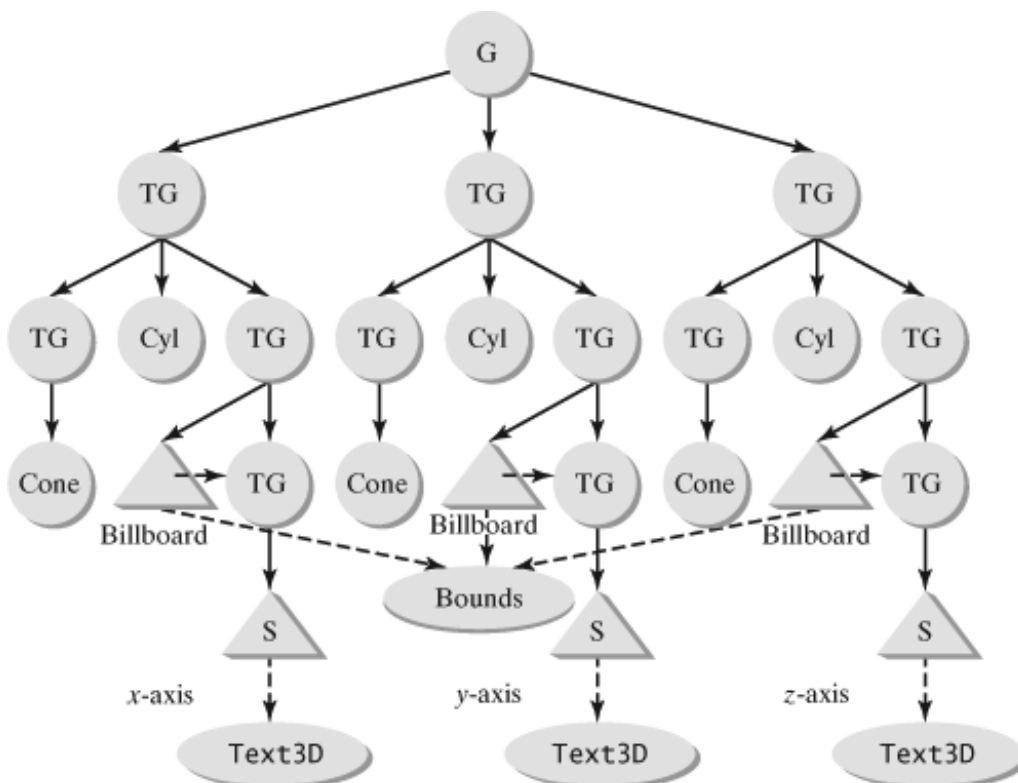 G
TG TG TG
TG Cyl TG TG Cyl TG TG Cyl TG
Cone TG Cone TG Cone TG
Billboard Billboard Billboard
Bounds
S S S
x-axis y-axis z-axis
Text3D Text3D Text3D